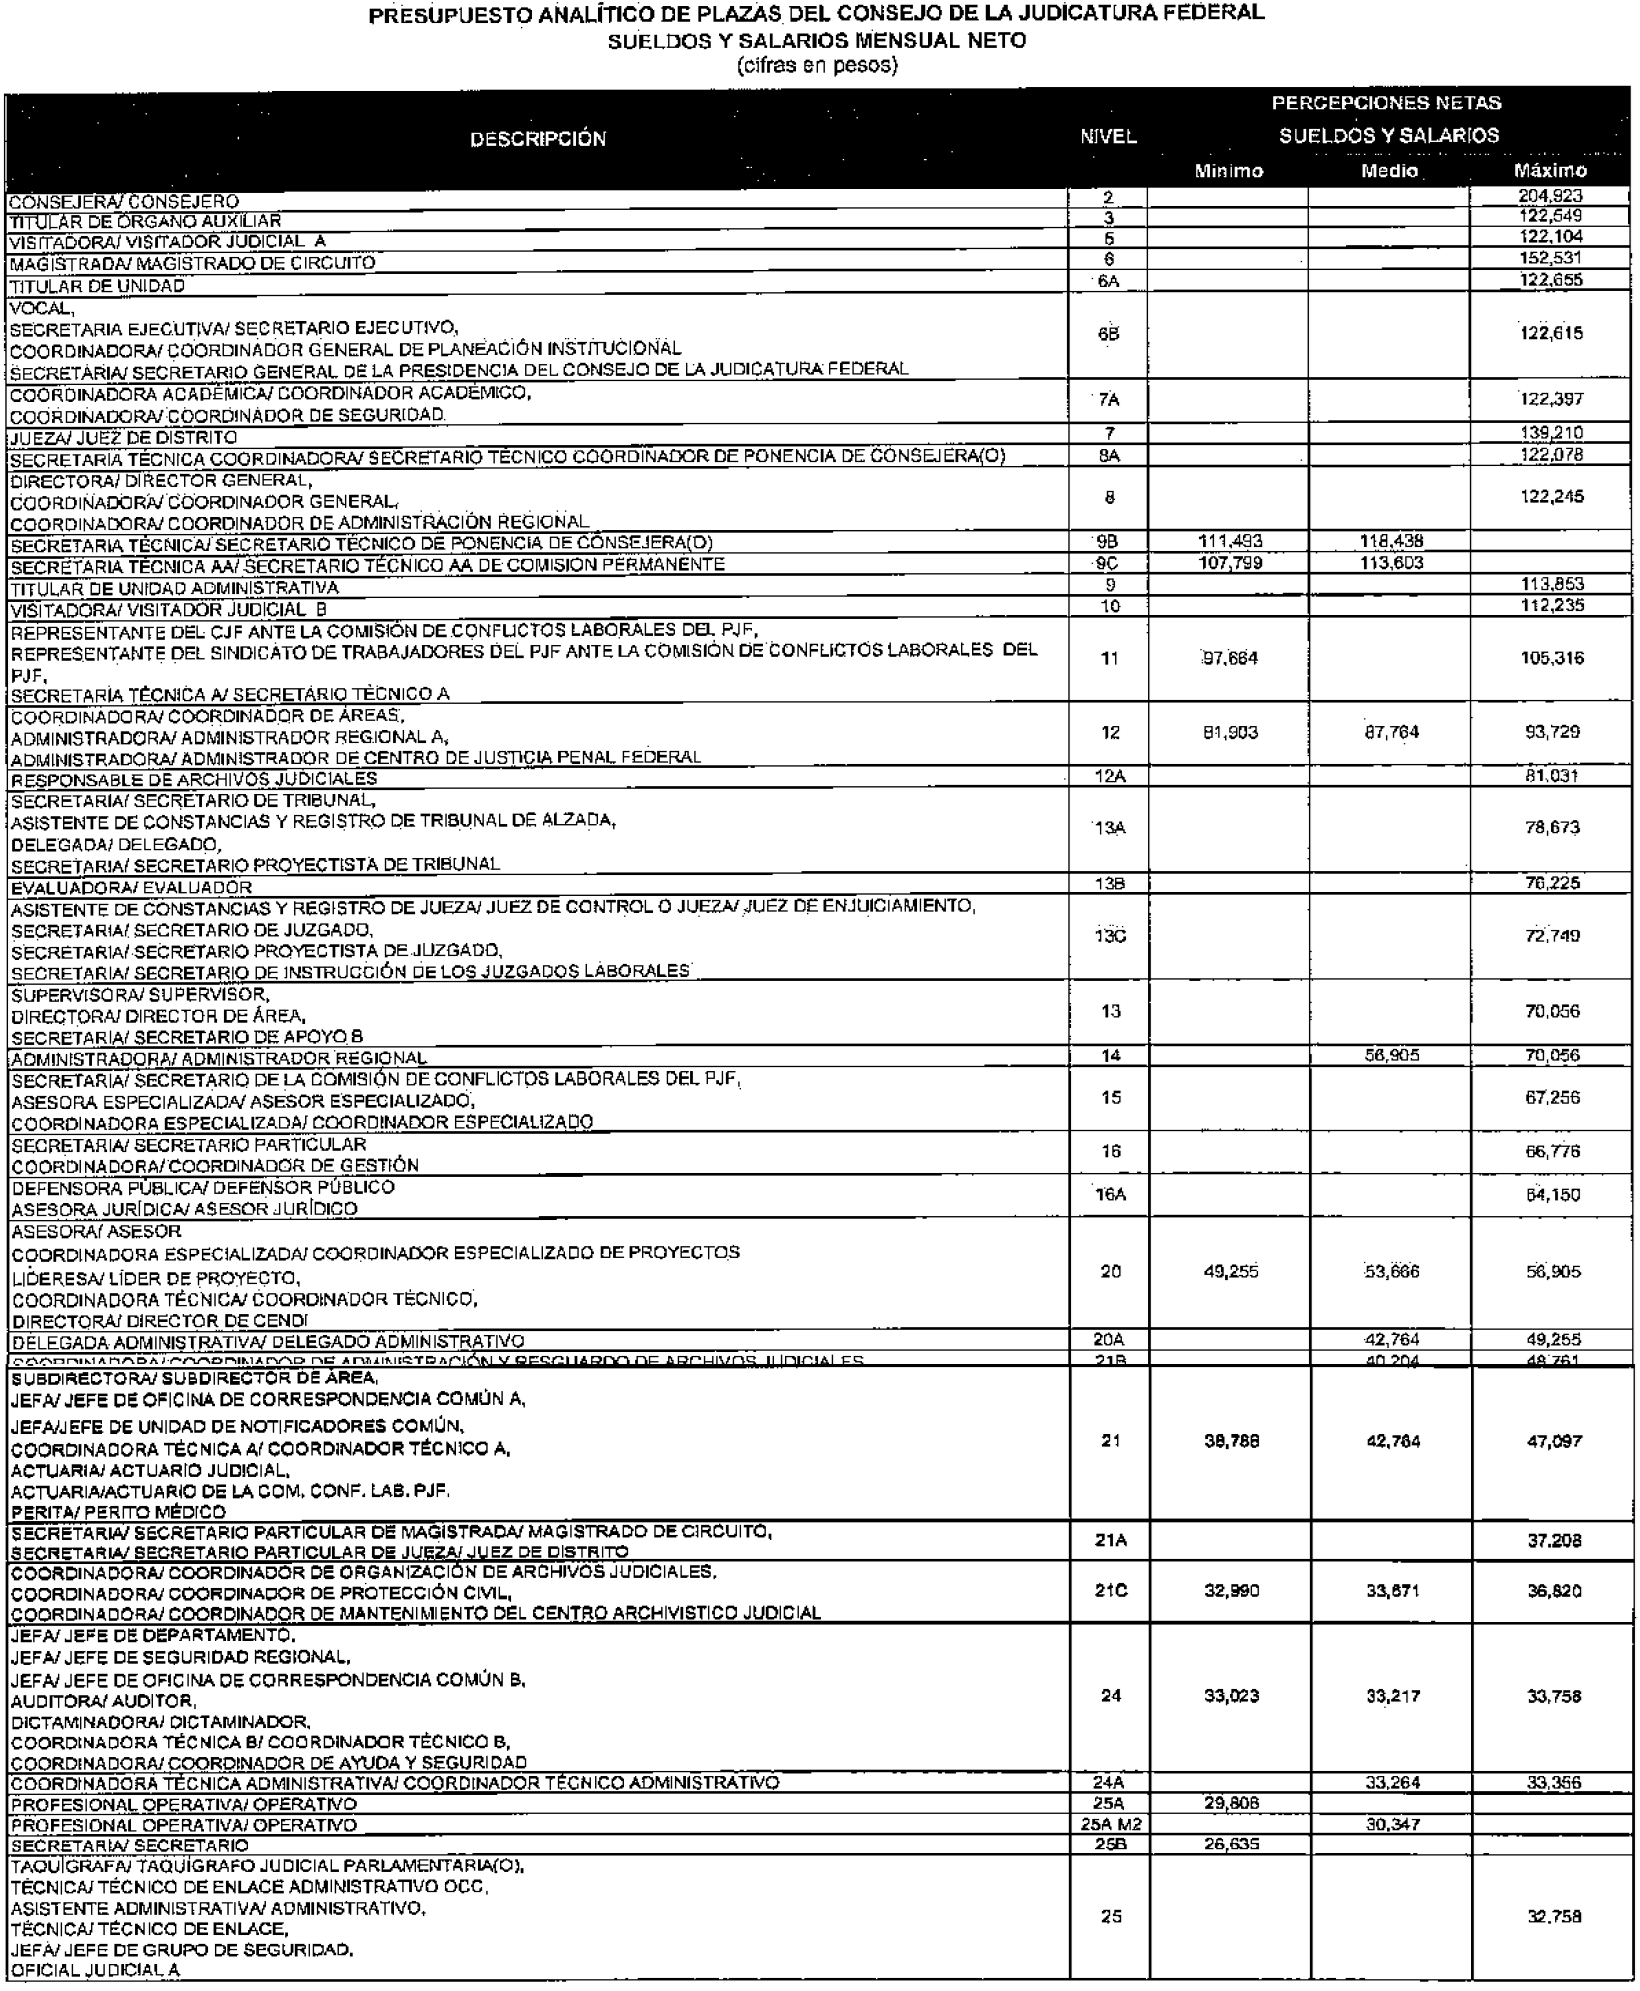 PRESUPUESTO ANALÍTICO DE PLAZAS DEL CONSEJO DE LA JUDICATURA FEDERAL
SUELDOS Y SALARIOS MENSUAL NETO
(cifras en pesos)
DESCRIPCIÓN NIVEL PERCEPCIONES NETAS
SUELDOS Y SALARIOS
Mínimo Medio Máximo
CONSEJERA/ CONSEJERO 2 204,923
TITULAR DE ÓRGANO AUXILIAR 3 122,549
VISITADORA/ VISITADOR JUDICIAL A 5 122,104
MAGISTRADA/ MAGISTRADO DE CIRCUITO 6 152,531
TITULAR DE UNIDAD 6A 122,655
VOCAL,
SECRETARIA EJECUTIVA/ SECRETARIO EJECUTIVO,
COORDINADORA/ COORDINADOR GENERAL DE PLANEACIÓN INSTITUCIONAL
SECRETARIA/ SECRETARIO GENERAL DE LA PRESIDENCIA DEL CONSEJO DE LA JUDICATURA FEDERAL
6B 122,615
COORDINADORA ACADÉMICA/ COORDINADOR ACADÉMICO,
COORDINADORA/ COORDINADOR DE SEGURIDAD
7A 122,397
JUEZA/ JUEZ DE DISTRITO 7 139,210
SECRETARIA TÉCNICA COORDINADORA/ SECRETARIO TÉCNICO COORDINADOR DE PONENCIA DE CONSEJERA(O) 8A 122,078
DIRECTORA/ DIRECTOR GENERAL,
COORDINADORA/ COORDINADOR GENERAL,
COORDINADORA/ COORDINADOR DE ADMINISTRACIÓN REGIONAL
8 122,245
SECRETARIA TÉCNICA/ SECRETARIO TÉCNICO DE PONENCIA DE CONSEJERA(O) 9B 111,493 118,438
SECRETARIA TÉCNICA AA/ SECRETARIO TÉCNICO AA DE COMISIÓN PERMANENTE 9C 107,799 113,603
TITULAR DE UNIDAD ADMINISTRATIVA 9 113,853
VISITADORA/ VISITADOR JUDICIAL B 10 112,235
REPRESENTANTE DEL CJF ANTE LA COMISIÓN DE CONFLICTOS LABORALES DEL PJF,
REPRESENTANTE DEL SINDICATO DE TRABAJADORES DEL PJF ANTE LA COMISIÓN DE CONFLICTOS LABORALES DEL
PJF,
SECRETARIA TÉCNICA A/ SECRETARIO TÉCNICO A
11 97,664 105,316
COORDINADORA/ COORDINADOR DE ÁREAS,
ADMINISTRADORA/ ADMINISTRADOR REGIONAL A,
ADMINISTRADORA/ ADMINISTRADOR DE CENTRO DE JUSTICIA PENAL FEDERAL
12 81,903 87,764 93,729
RESPONSABLE DE ARCHIVOS JUDICIALES 12A 81,031
SECRETARIA/ SECRETARIO DE TRIBUNAL,
ASISTENTE DE CONSTANCIAS Y REGISTRO DE TRIBUNAL DE ALZADA,
DELEGADA/ DELEGADO,
SECRETARIA/ SECRETARIO PROYECTISTA DE TRIBUNAL
13A 78,673
EVALUADORA/ EVALUADOR 13B 76,225
ASISTENTE DE CONSTANCIAS Y REGISTRO DE JUEZA/ JUEZ DE CONTROL O JUEZA/ JUEZ DE ENJUICIAMIENTO,
SECRETARIA/ SECRETARIO DE JUZGADO,
SECRETARIA/ SECRETARIO PROYECTISTA DE JUZGADO,
SECRETARIA/ SECRETARIO DE INSTRUCCIÓN DE LOS JUZGADOS LABORALES
13C 72,749
SUPERVISORA/ SUPERVISOR,
DIRECTORA/ DIRECTOR DE ÁREA,
SECRETARIA/ SECRETARIO DE APOYO B
13 70,056
ADMINISTRADORA/ ADMINISTRADOR REGIONAL 14 56,905 70,056
SECRETARIA/ SECRETARIO DE LA COMISIÓN DE CONFLICTOS LABORALES DEL PJF,
ASESORA ESPECIALIZADA/ ASESOR ESPECIALIZADO,
COORDINADORA ESPECIALIZADA/ COORDINADOR ESPECIALIZADO
15 67,256
SECRETARIA/ SECRETARIO PARTICULAR
COORDINADORA/ COORDINADOR DE GESTIÓN
16 66,776
DEFENSORA PÚBLICA/ DEFENSOR PÚBLICO
ASESORA JURÍDICA/ ASESOR JURÍDICO
16A 64,150
ASESORA/ ASESOR
COORDINADORA ESPECIALIZADA/ COORDINADOR ESPECIALIZADO DE PROYECTOS
LIDERESA/ LÍDER DE PROYECTO,
COORDINADORA TÉCNICA/ COORDINADOR TÉCNICO,
DIRECTORA/ DIRECTOR DE CENDI
20 49,255 53,666 56,905
DELEGADA ADMINISTRATIVA/ DELEGADO ADMINISTRATIVO 20A 42,764 49,255
COORDINADORA/ COORDINADOR DE ADMINISTRACIÓN Y RESGUARDO DE ARCHIVOS JUDICIALES 21B 40,204 48,761
SUBDIRECTORA/ SUBDIRECTOR DE ÁREA,
JEFA/ JEFE DE OFICINA DE CORRESPONDENCIA COMÚN A,
JEFA/JEFE DE UNIDAD DE NOTIFICADORES COMÚN,
COORDINADORA TÉCNICA A/ COORDINADOR TÉCNICO A,
ACTUARIA/ ACTUARIO JUDICIAL,
ACTUARIA/ACTUARIO DE LA COM. CONF. LAB. PJF.
PERITA/ PERITO MÉDICO
21 38,788 42,764 47,097
SECRETARIA/ SECRETARIO PARTICULAR DE MAGISTRADA/ MAGISTRADO DE CIRCUITO,
SECRETARIA/ SECRETARIO PARTICULAR DE JUEZA/ JUEZ DE DISTRITO
21A 37,208
COORDINADORA/ COORDINADOR DE ORGANIZACIÓN DE ARCHIVOS JUDICIALES,
COORDINADORA/ COORDINADOR DE PROTECCIÓN CIVIL,
COORDINADORA/ COORDINADOR DE MANTENIMIENTO DEL CENTRO ARCHIVISTICO JUDICIAL
21C 32,990 33,671 36,820
JEFA/ JEFE DE DEPARTAMENTO,
JEFA/ JEFE DE SEGURIDAD REGIONAL,
JEFA/ JEFE DE OFICINA DE CORRESPONDENCIA COMÚN B,
AUDITORA/ AUDITOR,
DICTAMINADORA/ DICTAMINADOR,
COORDINADORA TÉCNICA B/ COORDINADOR TÉCNICO B,
COORDINADORA/ COORDINADOR DE AYUDA Y SEGURIDAD
24 33,023 33,217 33,758
COORDINADORA TÉCNICA ADMINISTRATIVA/ COORDINADOR TÉCNICO ADMINISTRATIVO 24A 33,264 33,356
PROFESIONAL OPERATIVA/ OPERATIVO 25A 29,808
PROFESIONAL OPERATIVA/ OPERATIVO 25A M2 30,347
SECRETARIA/ SECRETARIO 25B 26,635
TAQUÍGRAFA/ TAQUÍGRAFO JUDICIAL PARLAMENTARIA(O),
TÉCNICA/ TÉCNICO DE ENLACE ADMINISTRATIVO OCC,
ASISTENTE ADMINISTRATIVA/ ADMINISTRATIVO,
TÉCNICA/ TÉCNICO DE ENLACE,
JEFA/ JEFE DE GRUPO DE SEGURIDAD,
OFICIAL JUDICIAL A
25 32,758